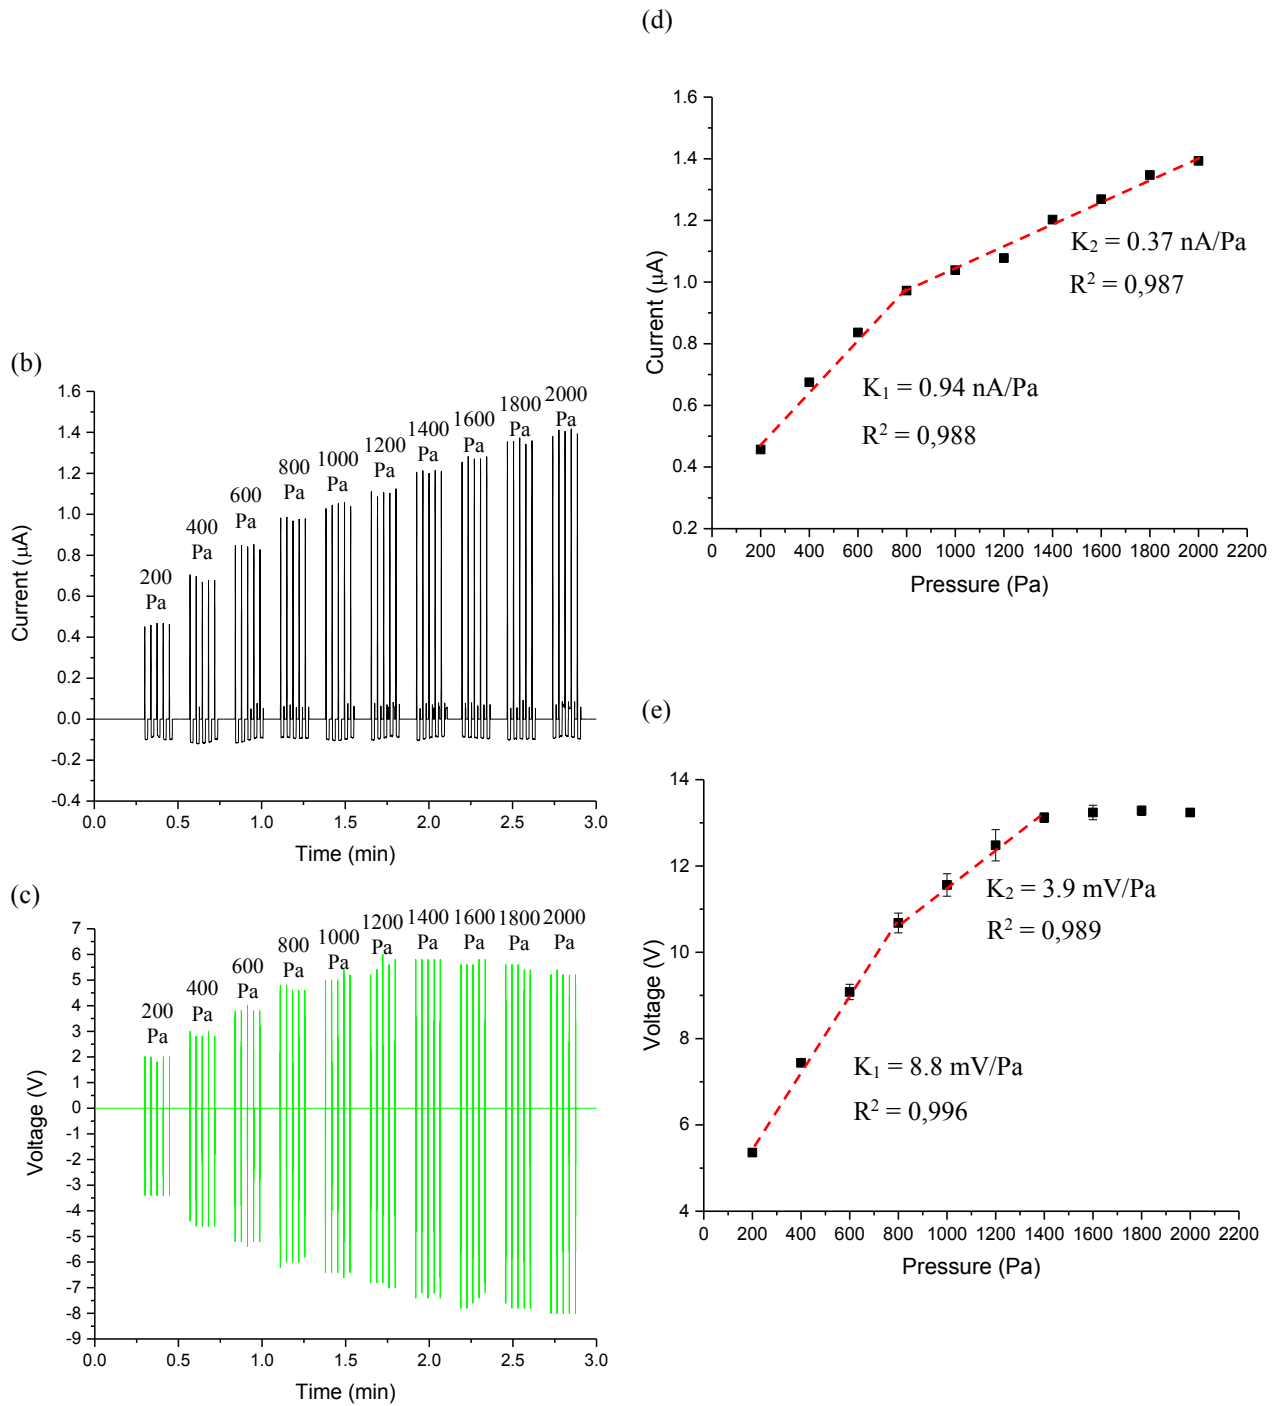 (d)
1.6
1.4
1.2
1.0
0.8
0.6
0.4
0.2
Current (μA)
K₂ = 0.37 nA/Pa
R² = 0,987
K₁ = 0.94 nA/Pa
R² = 0,988
0 200 400 600 800 1000 1200 1400 1600 1800 2000 2200
Pressure (Pa)
(b)
1.6
1.4
1.2
1.0
0.8
0.6
0.4
0.2
0.0
-0.2
-0.4
Current (μA)
200 Pa
400 Pa
600 Pa
800 Pa
1000 Pa
1200 Pa
1400 Pa
1600 Pa
1800 Pa
2000 Pa
0.0 0.5 1.0 1.5 2.0 2.5 3.0
Time (min)
(c)
7
6
5
4
3
2
1
0
-1
-2
-3
-4
-5
-6
-7
-8
-9
Voltage (V)
200 Pa
400 Pa
600 Pa
800 Pa
1000 Pa
1200 Pa
1400 Pa
1600 Pa
1800 Pa
2000 Pa
0.0 0.5 1.0 1.5 2.0 2.5 3.0
Time (min)
(e)
14
12
10
8
6
4
Voltage (V)
K₂ = 3.9 mV/Pa
R² = 0,989
K₁ = 8.8 mV/Pa
R² = 0,996
0 200 400 600 800 1000 1200 1400 1600 1800 2000 2200
Pressure (Pa)